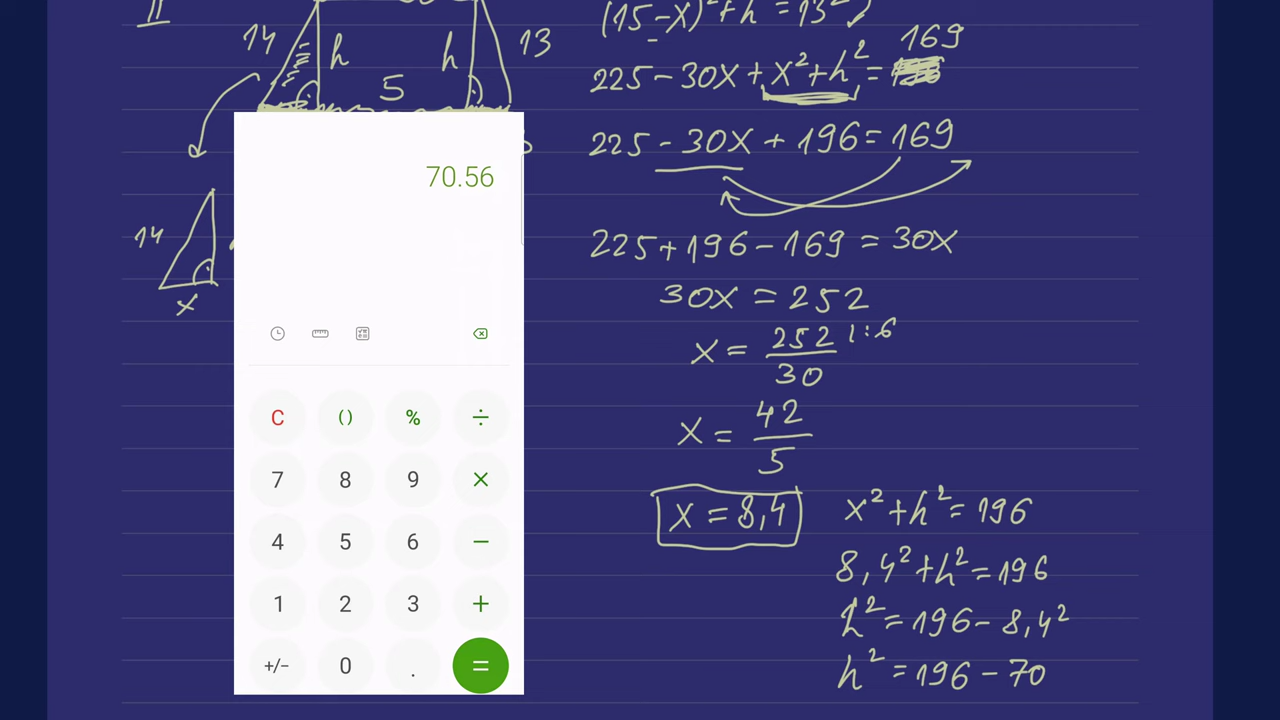 II
14
h
h
13
5
14
x
(15-x)²+h²=13²
169
225-30x+x²+h²=
225-30x+196=169
225+196-169=30x
30x=252
x=252/30 |:6
x=42/5
x=8,4
x²+h²=196
8,4²+h²=196
h²=196-8,4²
h²=196-70
70.56
C
()
%
÷
7
8
9
×
4
5
6
−
1
2
3
+
+/−
0
.
=